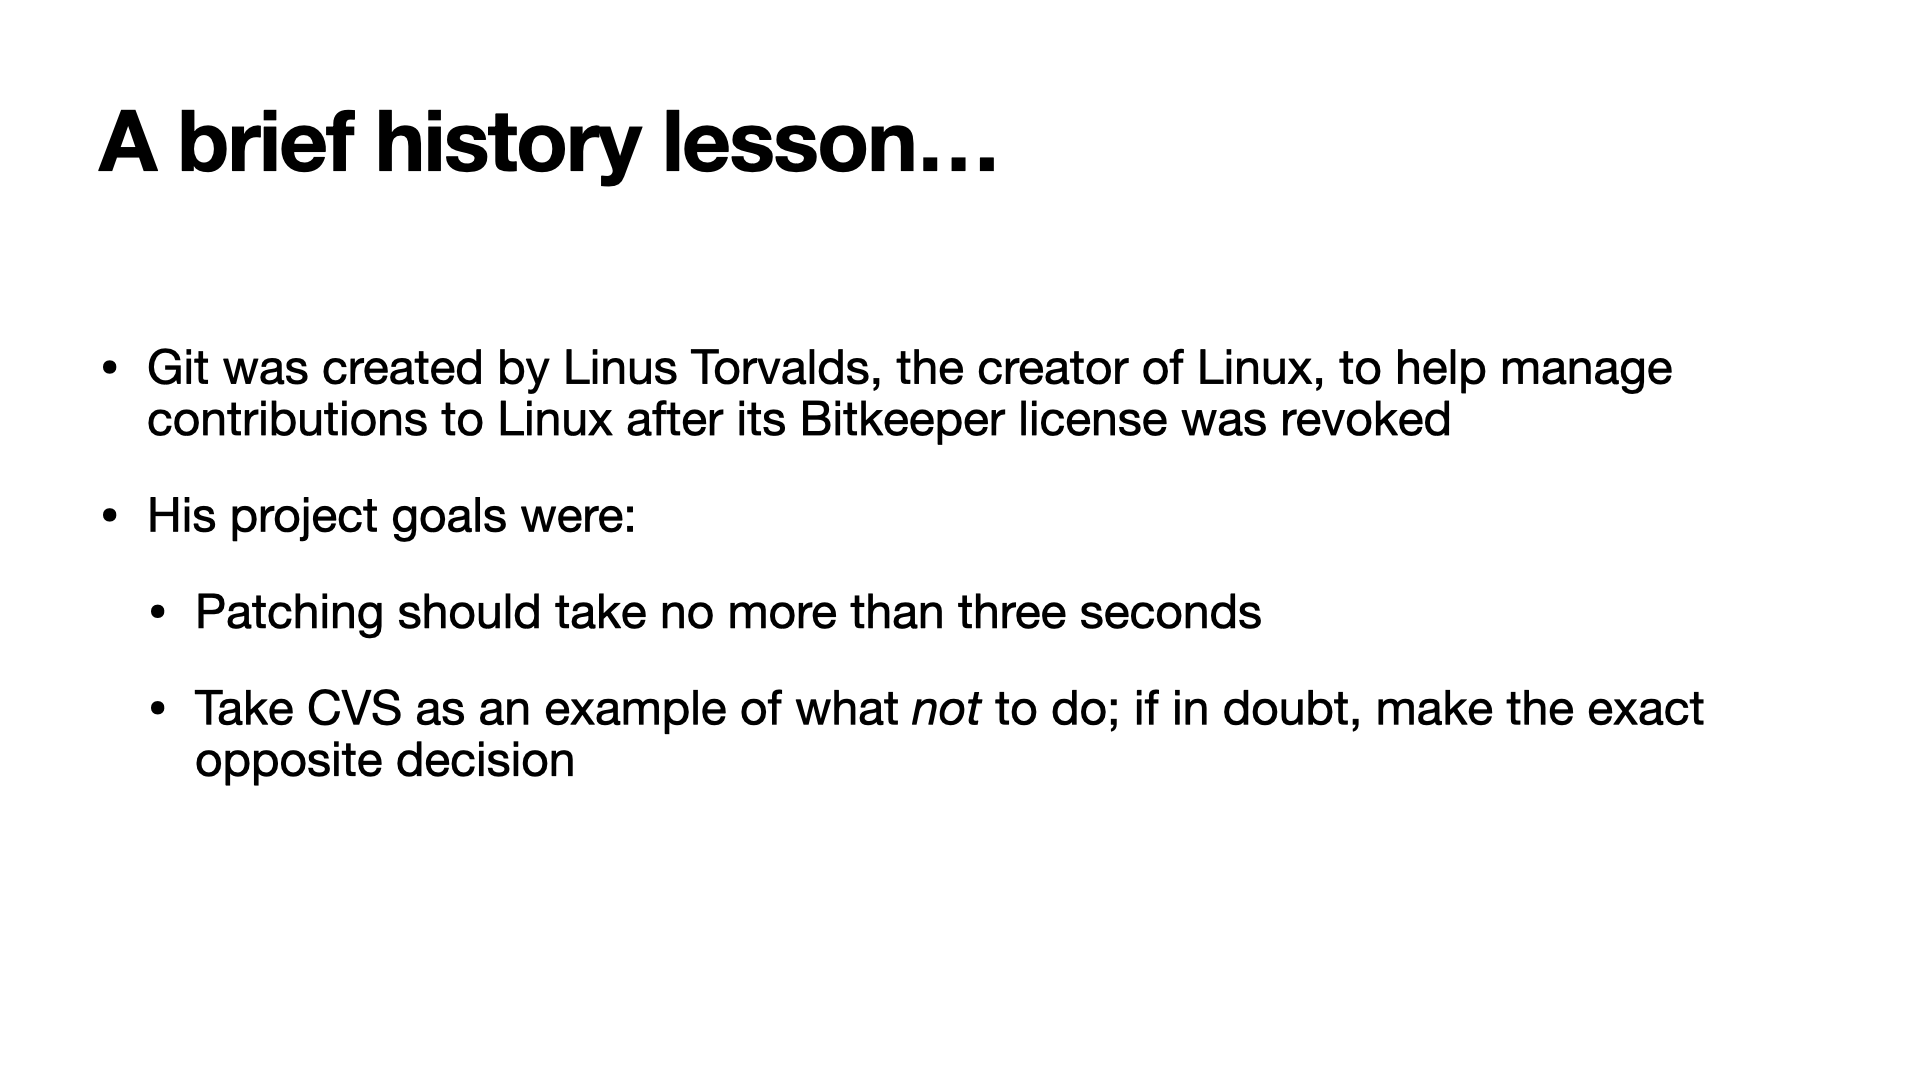 A brief history lesson…
• Git was created by Linus Torvalds, the creator of Linux, to help manage
contributions to Linux after its Bitkeeper license was revoked
• His project goals were:
• Patching should take no more than three seconds
• Take CVS as an example of what not to do; if in doubt, make the exact
opposite decision